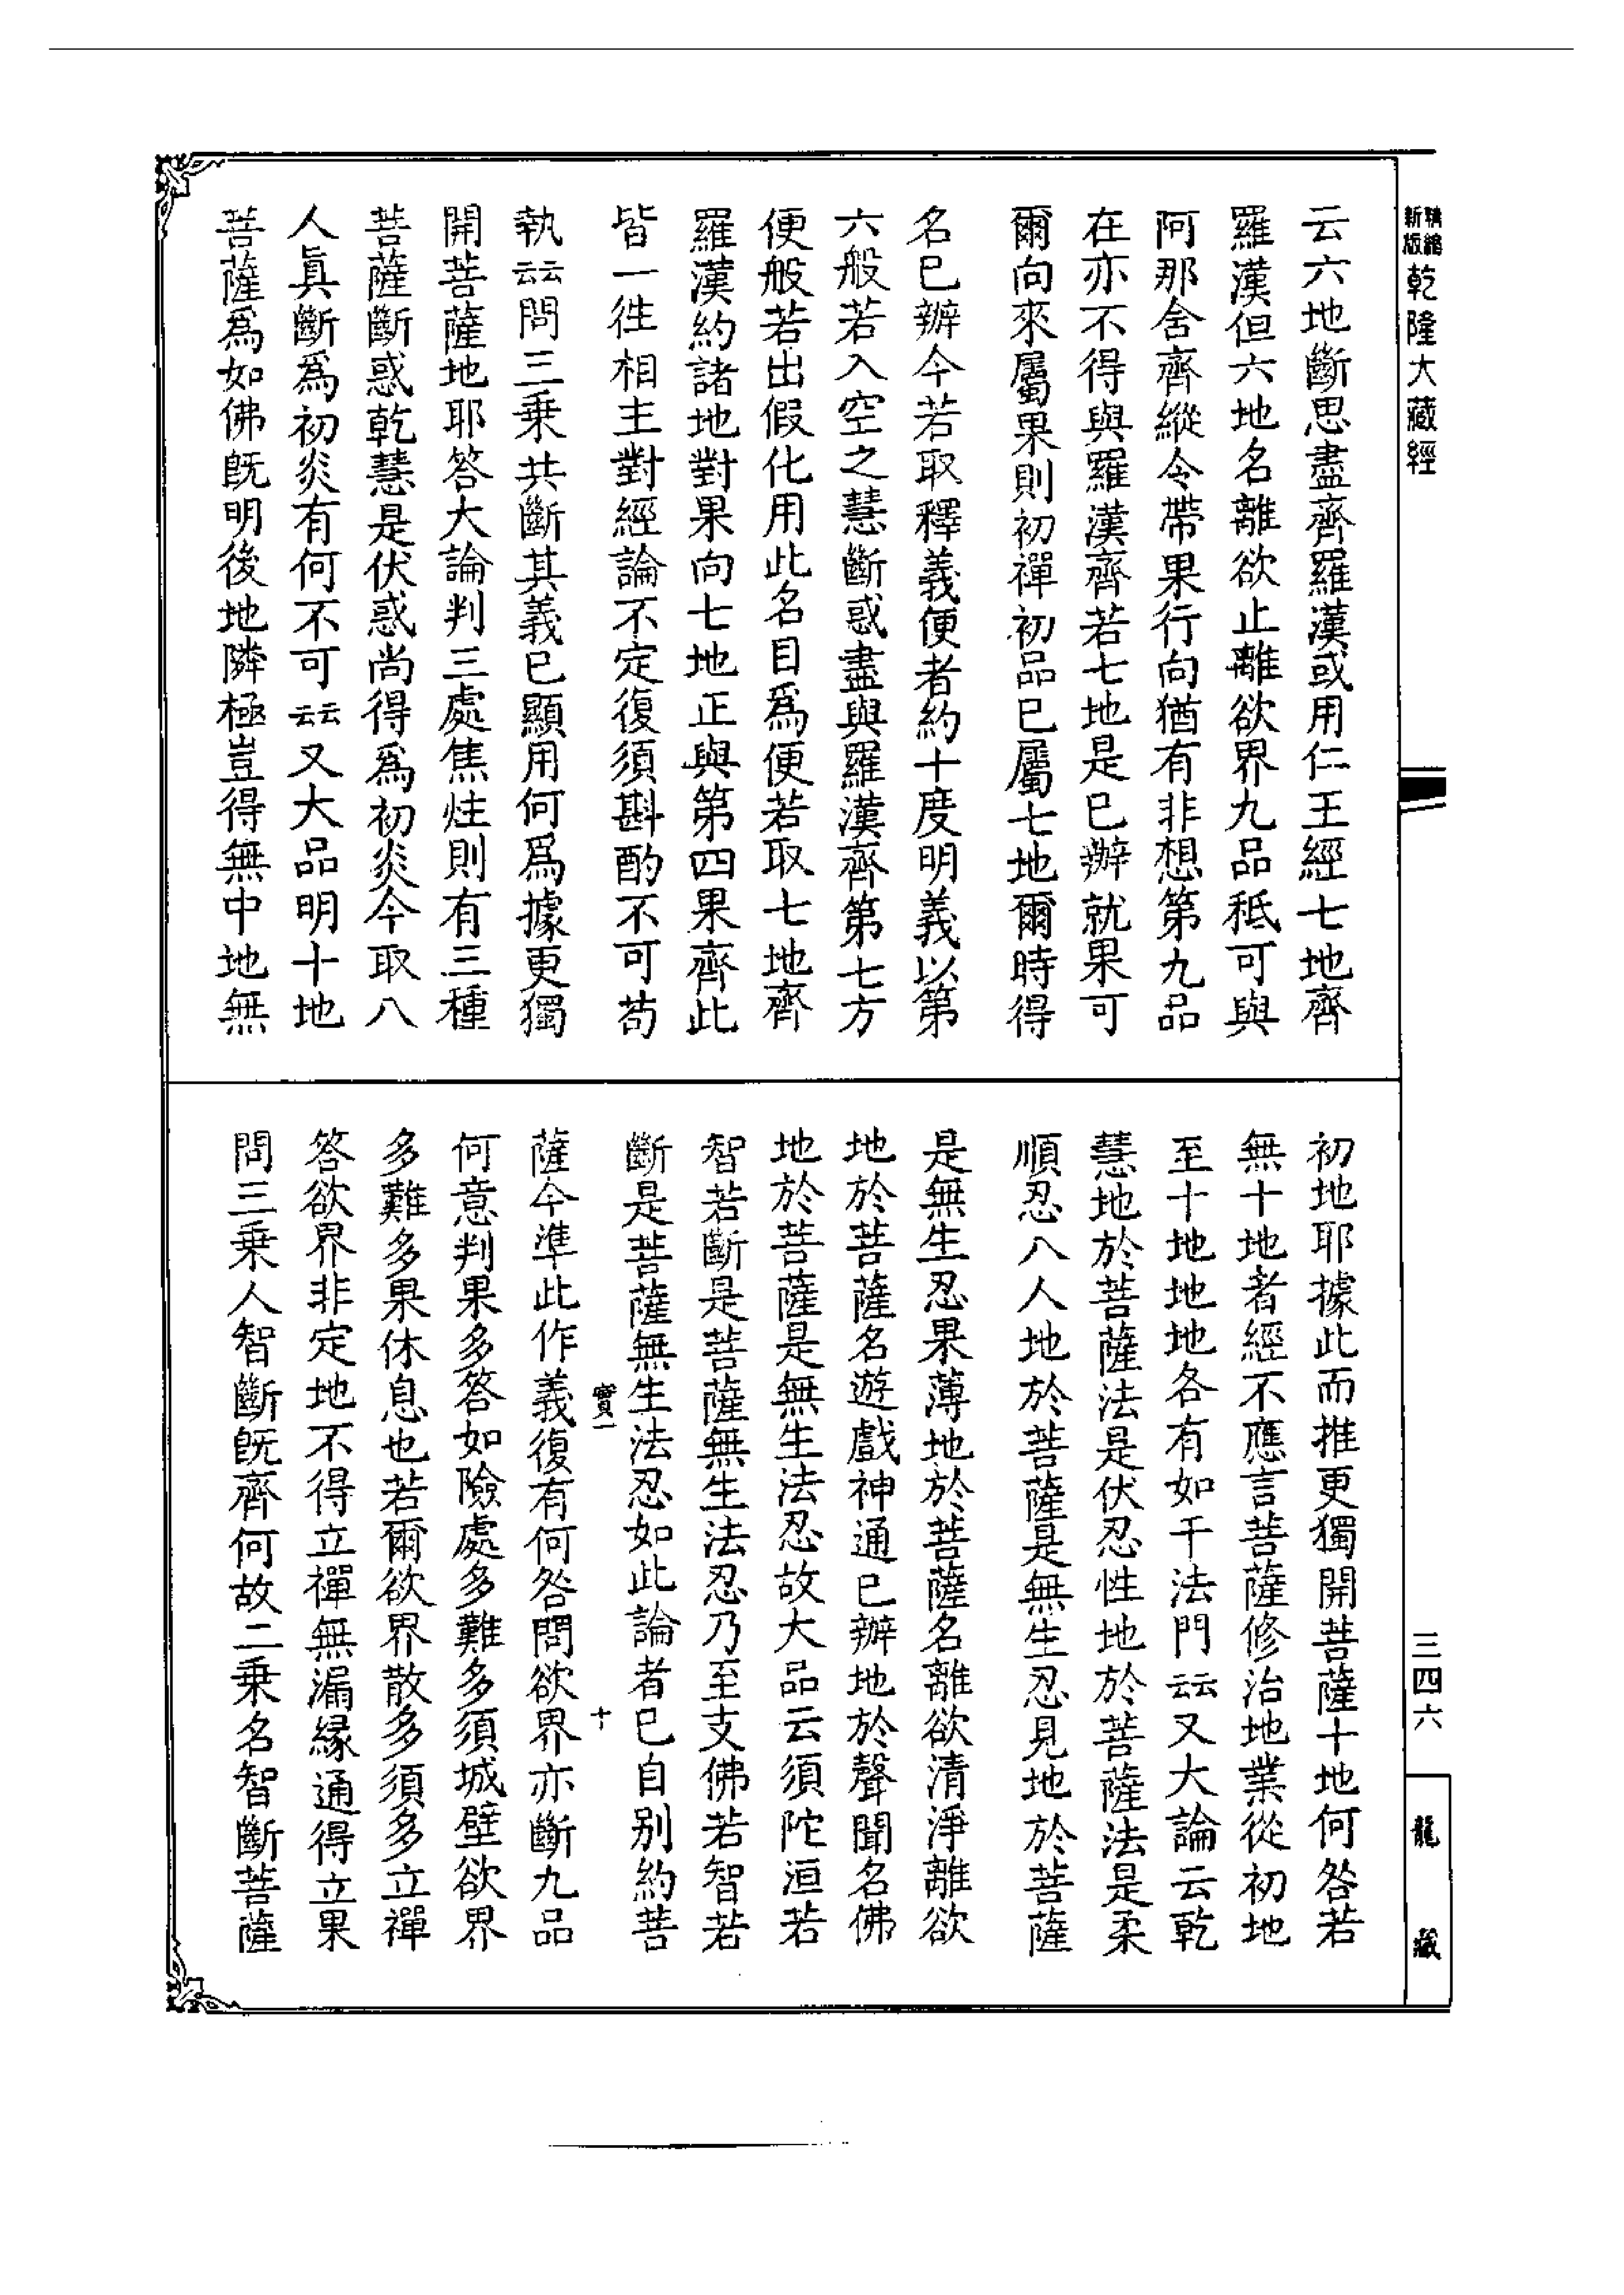 新版
精縮
乾隆大藏經
三四六
龍藏
云六地斷思盡齊羅漢或用仁王經七地齊
羅漢但六地名離欲止離欲界九品秖可與
阿那舍齊縱令帶果行向猶有非想第九品
在亦不得與羅漢齊若七地是已辦就果可
爾向來屬果則初禪初品已屬七地爾時得
名已辦今若取釋義便者約十度明義以第
六般若入空之慧斷惑盡與羅漢齊第七方
便般若出假化用此名目爲便若取七地齊
羅漢約諸地對果向七地正與第四果齊此
皆一徃相主對經論不定復須斟酌不可苟
執云云問三乘共斷其義已顯用何爲據更獨
開菩薩地耶答大論判三處焦炷則有三種
菩薩斷惑乾慧是伏惑尚得爲初炎今取八
人眞斷爲初炎有何不可云云又大品明十地
菩薩爲如佛旣明後地隣極豈得無中地無
初地耶據此而推更獨開菩薩十地何咎若
無十地者經不應言菩薩修治地業從初地
至十地地地各有如干法門云云又大論云乾
慧地於菩薩法是伏忍性地於菩薩法是柔
順忍八人地於菩薩是無生忍見地於菩薩
是無生忍果薄地於菩薩名離欲清淨離欲
地於菩薩名遊戲神通已辦地於聲聞名佛
地於菩薩是無生法忍故大品云須陀洹若
智若斷是菩薩無生法忍乃至支佛若智若
斷是菩薩無生法忍如此論者已自别約菩
寳一
十
薩今準此作義復有何咎問欲界亦斷九品
何意判果多答如險處多難多須城壁欲界
多難多果休息也若爾欲界散多須多立禪
答欲界非定地不得立禪無漏縁通得立果
問三乘人智斷旣齊何故二乘名智斷菩薩